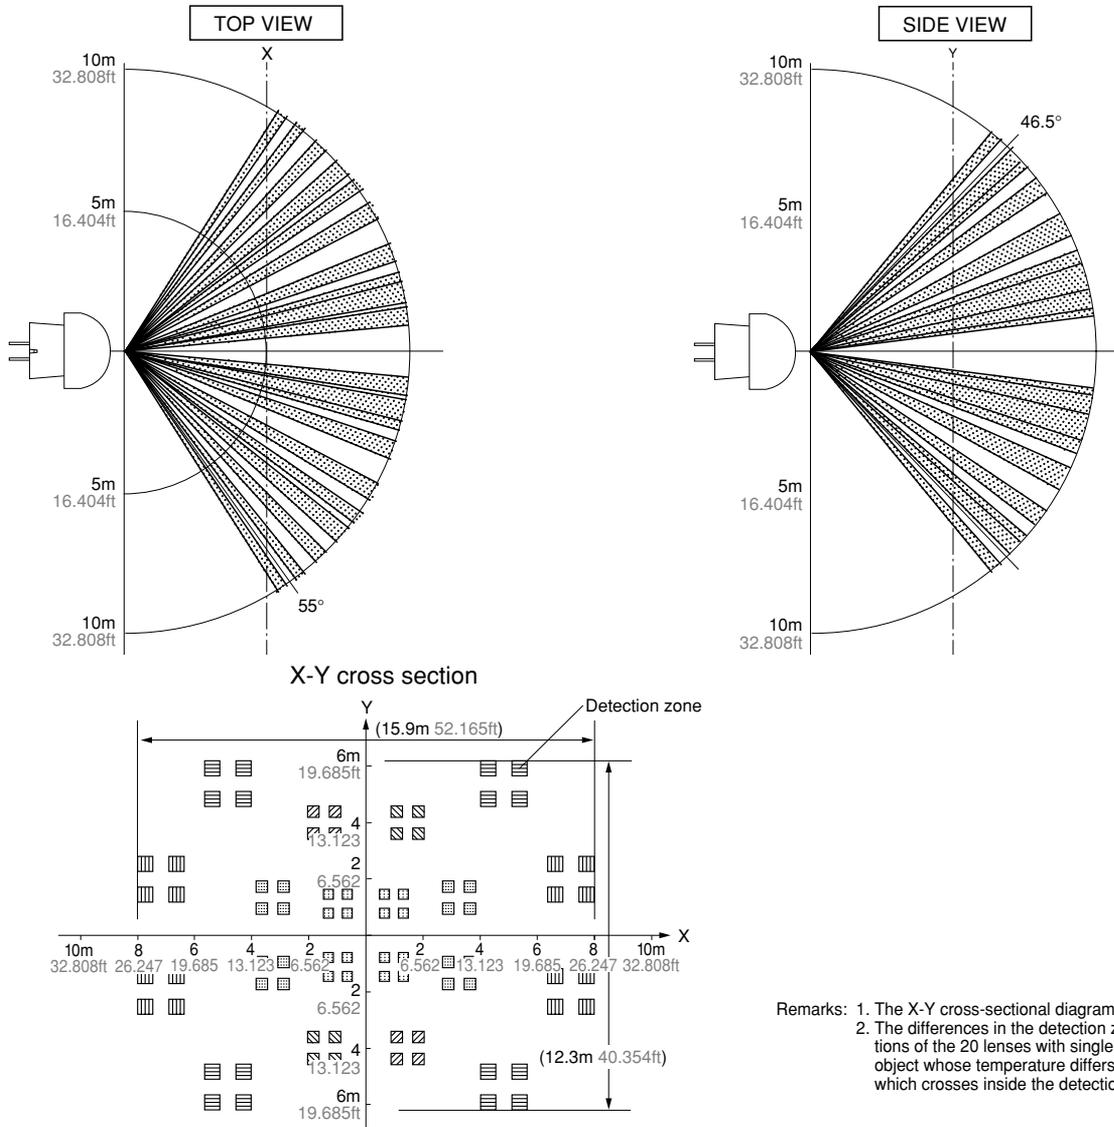 TOP VIEW
X
10m
32.808ft
5m
16.404ft
5m
16.404ft
10m
32.808ft
55°
SIDE VIEW
Y
10m
32.808ft
46.5°
5m
16.404ft
5m
16.404ft
10m
32.808ft
X-Y cross section
Y
Detection zone
(15.9m 52.165ft)
6m
19.685ft
4
13.123
2
6.562
X
10m 8 6 4 2 2 4 6 8 10m
32.808ft 26.247 19.685 13.123 6.562 6.562 13.123 19.685 26.247 32.808ft
2
6.562
4
13.123
(12.3m 40.354ft)
6m
19.685ft
Remarks: 1. The X-Y cross-sectional diagram
2. The differences in the detection
tions of the 20 lenses with single
object whose temperature differs
which crosses inside the